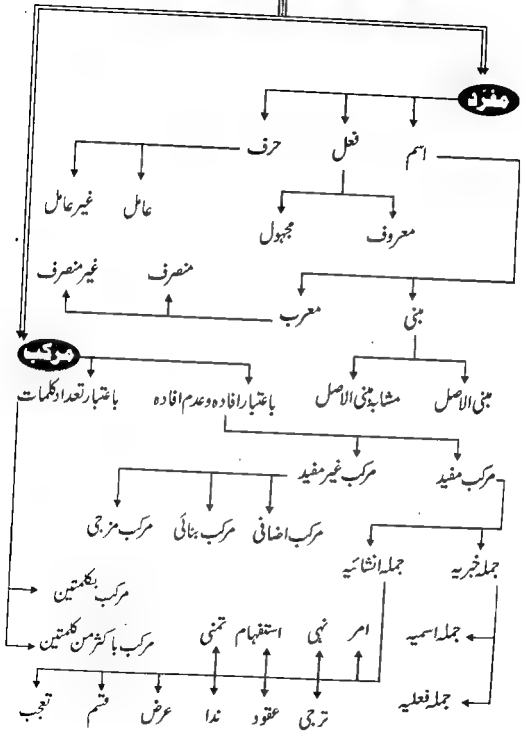 مفرد
اسم فعل حرف
عامل غیر عامل
معروف مجہول
منصرف غیر منصرف
مبنی معرب
مرکب
مبنی الاصل مشابہ مبنی الاصل باعتبار افادہ و عدم افادہ باعتبار تعداد کلمات
مرکب مفید مرکب غیر مفید
مرکب اضافی مرکب بنائی مرکب مزجی
جملہ خبریہ جملہ انشائیہ
مرکب بکلمتین
امر نہی استفہام تمنی
جملہ اسمیہ
مرکب باکثر من کلمتین
جملہ فعلیہ
ترجی عقود ندا عرض قسم تعجب